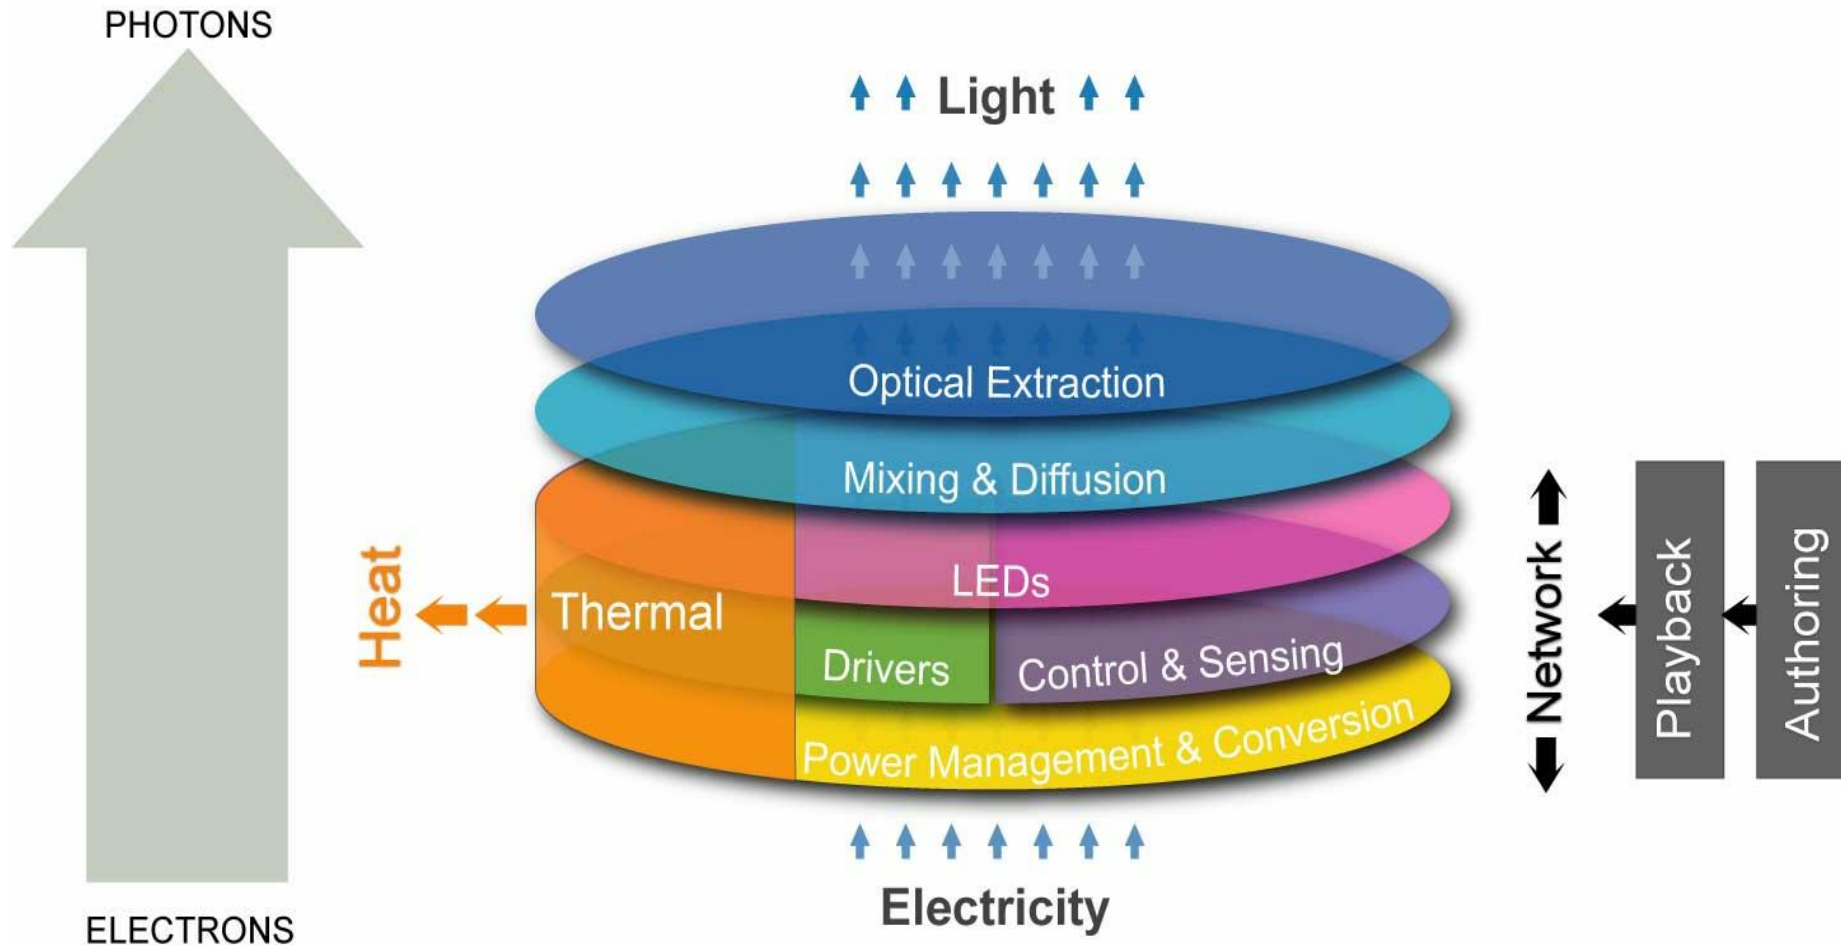 PHOTONS
Light
Optical Extraction
Mixing & Diffusion
LEDs
Heat
Thermal
Drivers
Control & Sensing
Power Management & Conversion
Network
Playback
Authoring
Electricity
ELECTRONS